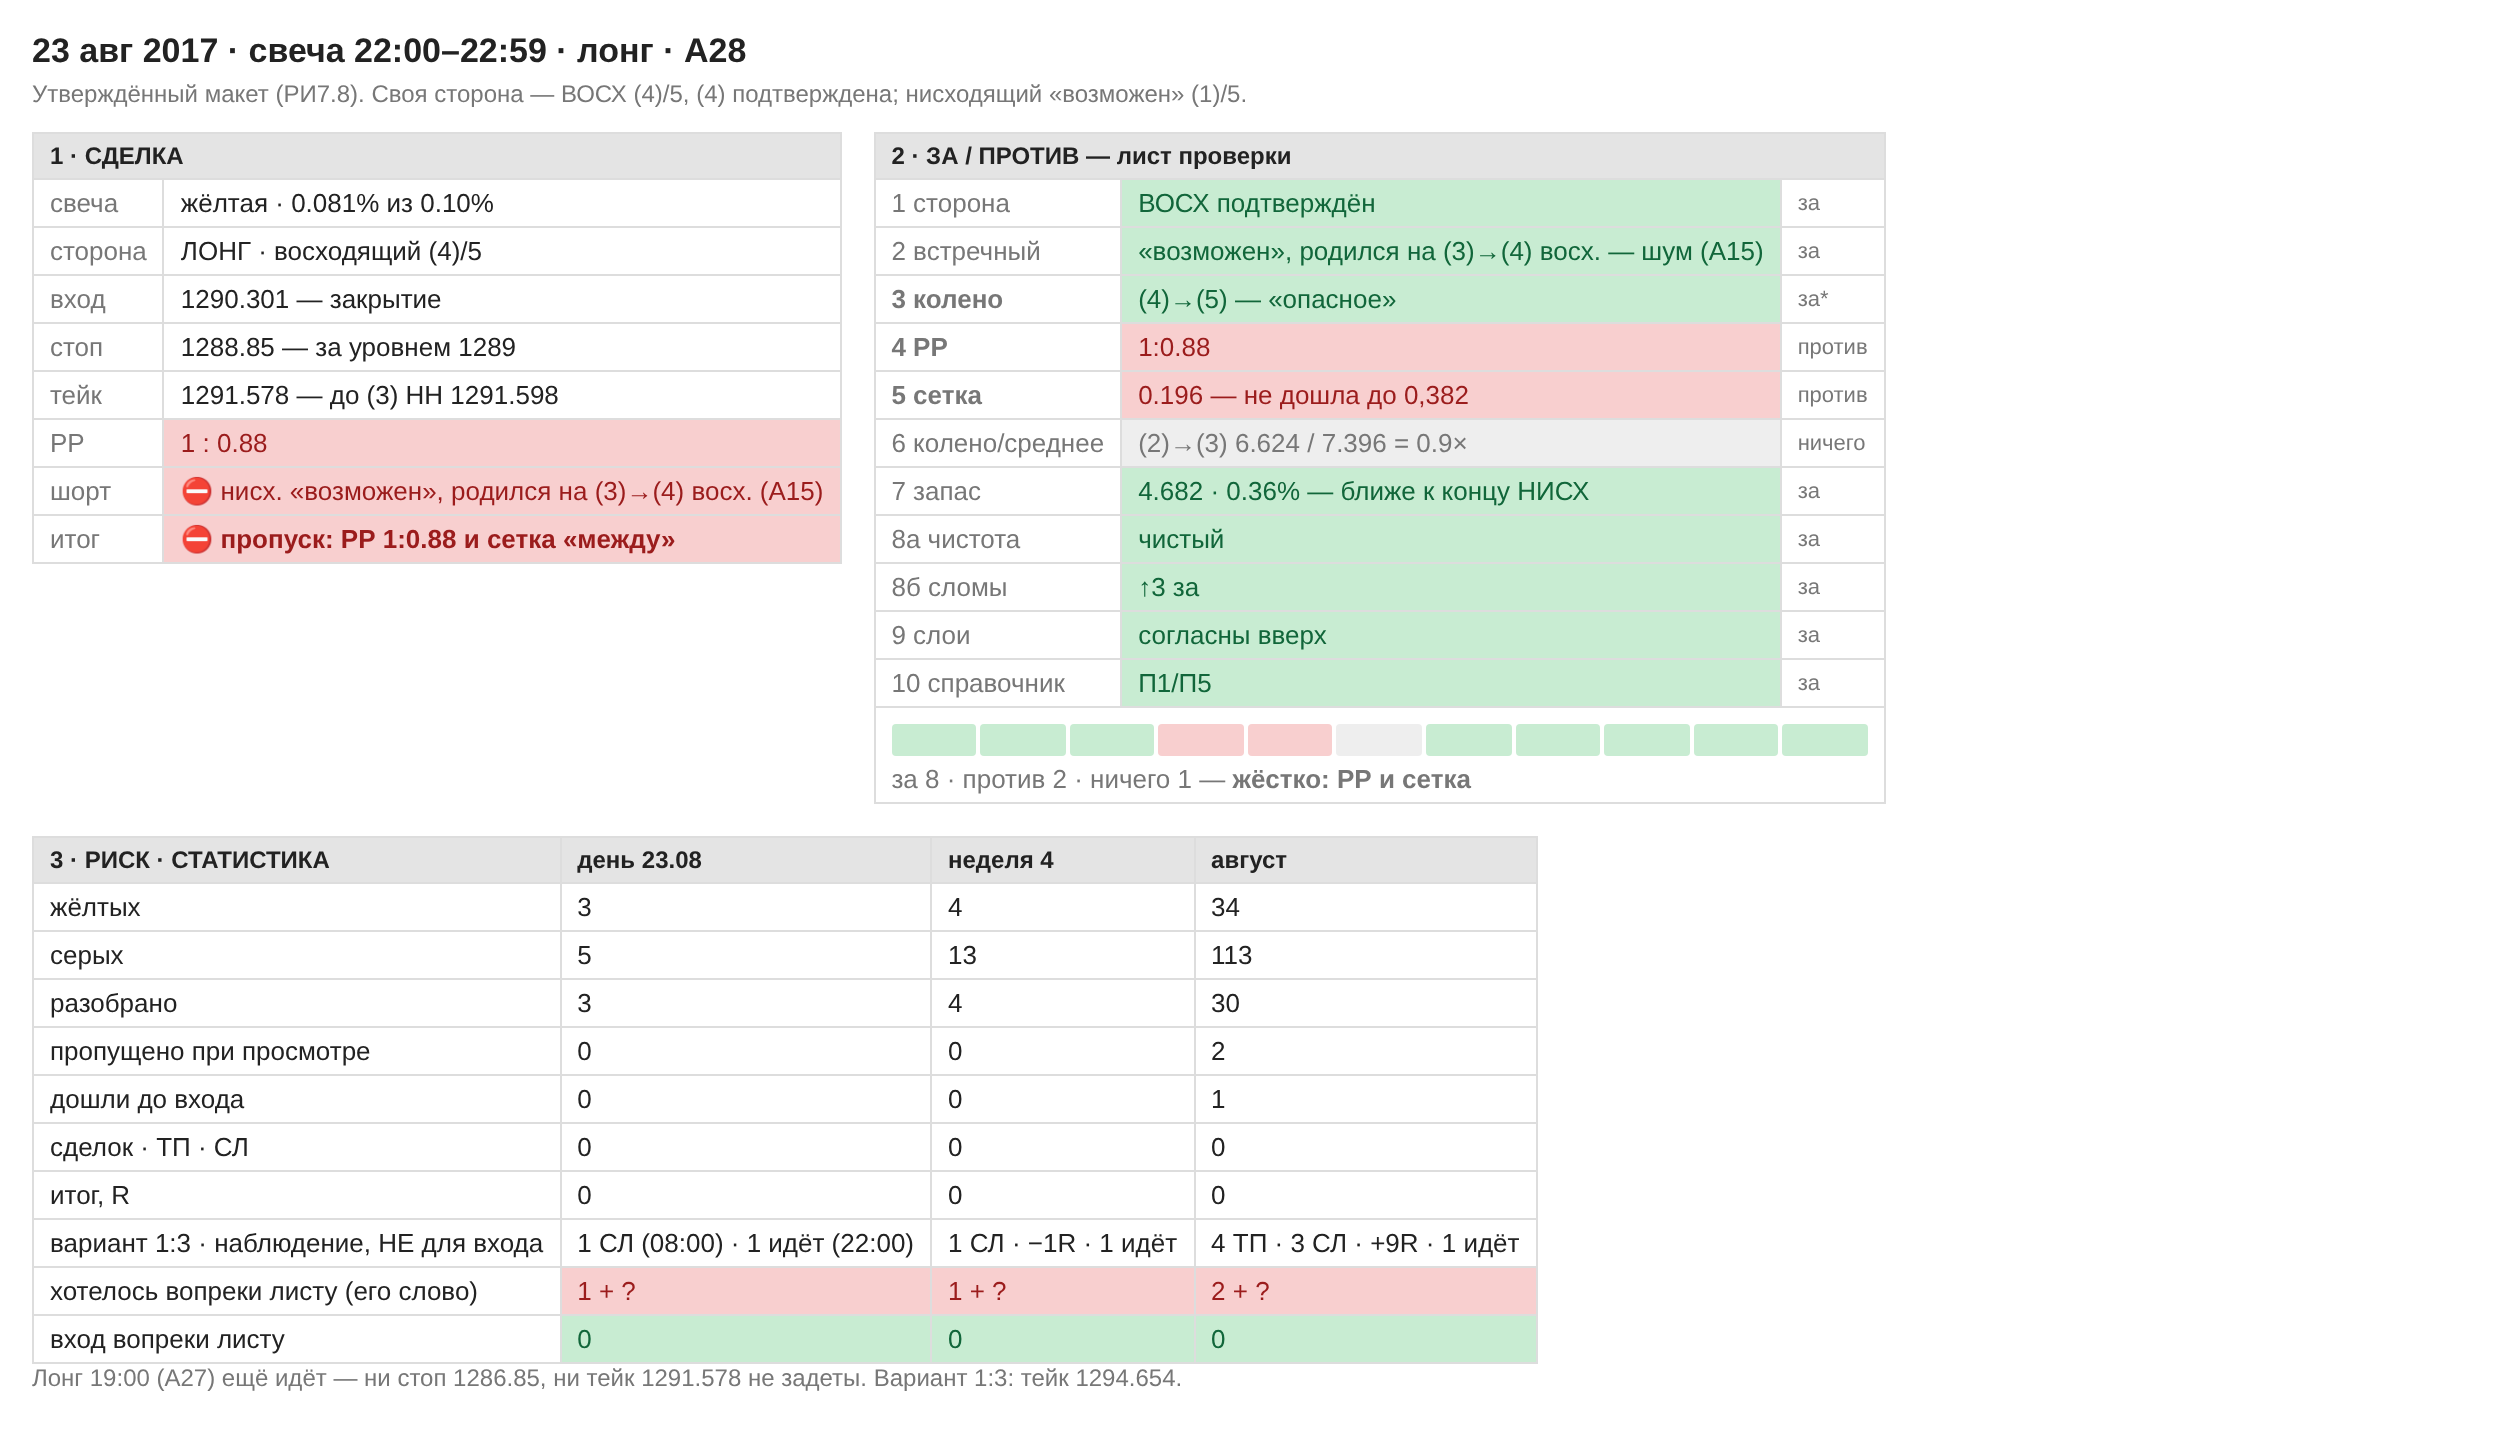 23 авг 2017 · свеча 22:00–22:59 · лонг · А28
Утверждённый макет (РИ7.8). Своя сторона — ВОСХ (4)/5, (4) подтверждена; нисходящий «возможен» (1)/5.
1 · СДЕЛКА
свеча жёлтая · 0.081% из 0.10%
сторона ЛОНГ · восходящий (4)/5
вход 1290.301 — закрытие
стоп 1288.85 — за уровнем 1289
тейк 1291.578 — до (3) НН 1291.598
РР 1 : 0.88
шорт ⛔ нисх. «возможен», родился на (3)→(4) восх. (А15)
итог ⛔ пропуск: РР 1:0.88 и сетка «между»
2 · ЗА / ПРОТИВ — лист проверки
1 сторона ВОСХ подтверждён за
2 встречный «возможен», родился на (3)→(4) восх. — шум (А15) за
3 колено (4)→(5) — «опасное» за*
4 РР 1:0.88 против
5 сетка 0.196 — не дошла до 0,382 против
6 колено/среднее (2)→(3) 6.624 / 7.396 = 0.9× ничего
7 запас 4.682 · 0.36% — ближе к концу НИСХ за
8а чистота чистый за
8б сломы ↑3 за за
9 слои согласны вверх за
10 справочник П1/П5 за
за 8 · против 2 · ничего 1 — жёстко: РР и сетка
3 · РИСК · СТАТИСТИКА день 23.08 неделя 4 август
жёлтых 3 4 34
серых 5 13 113
разобрано 3 4 30
пропущено при просмотре 0 0 2
дошли до входа 0 0 1
сделок · ТП · СЛ 0 0 0
итог, R 0 0 0
вариант 1:3 · наблюдение, НЕ для входа 1 СЛ (08:00) · 1 идёт (22:00) 1 СЛ · −1R · 1 идёт 4 ТП · 3 СЛ · +9R · 1 идёт
хотелось вопреки листу (его слово) 1 + ? 1 + ? 2 + ?
вход вопреки листу 0 0 0
Лонг 19:00 (А27) ещё идёт — ни стоп 1286.85, ни тейк 1291.578 не задеты. Вариант 1:3: тейк 1294.654.